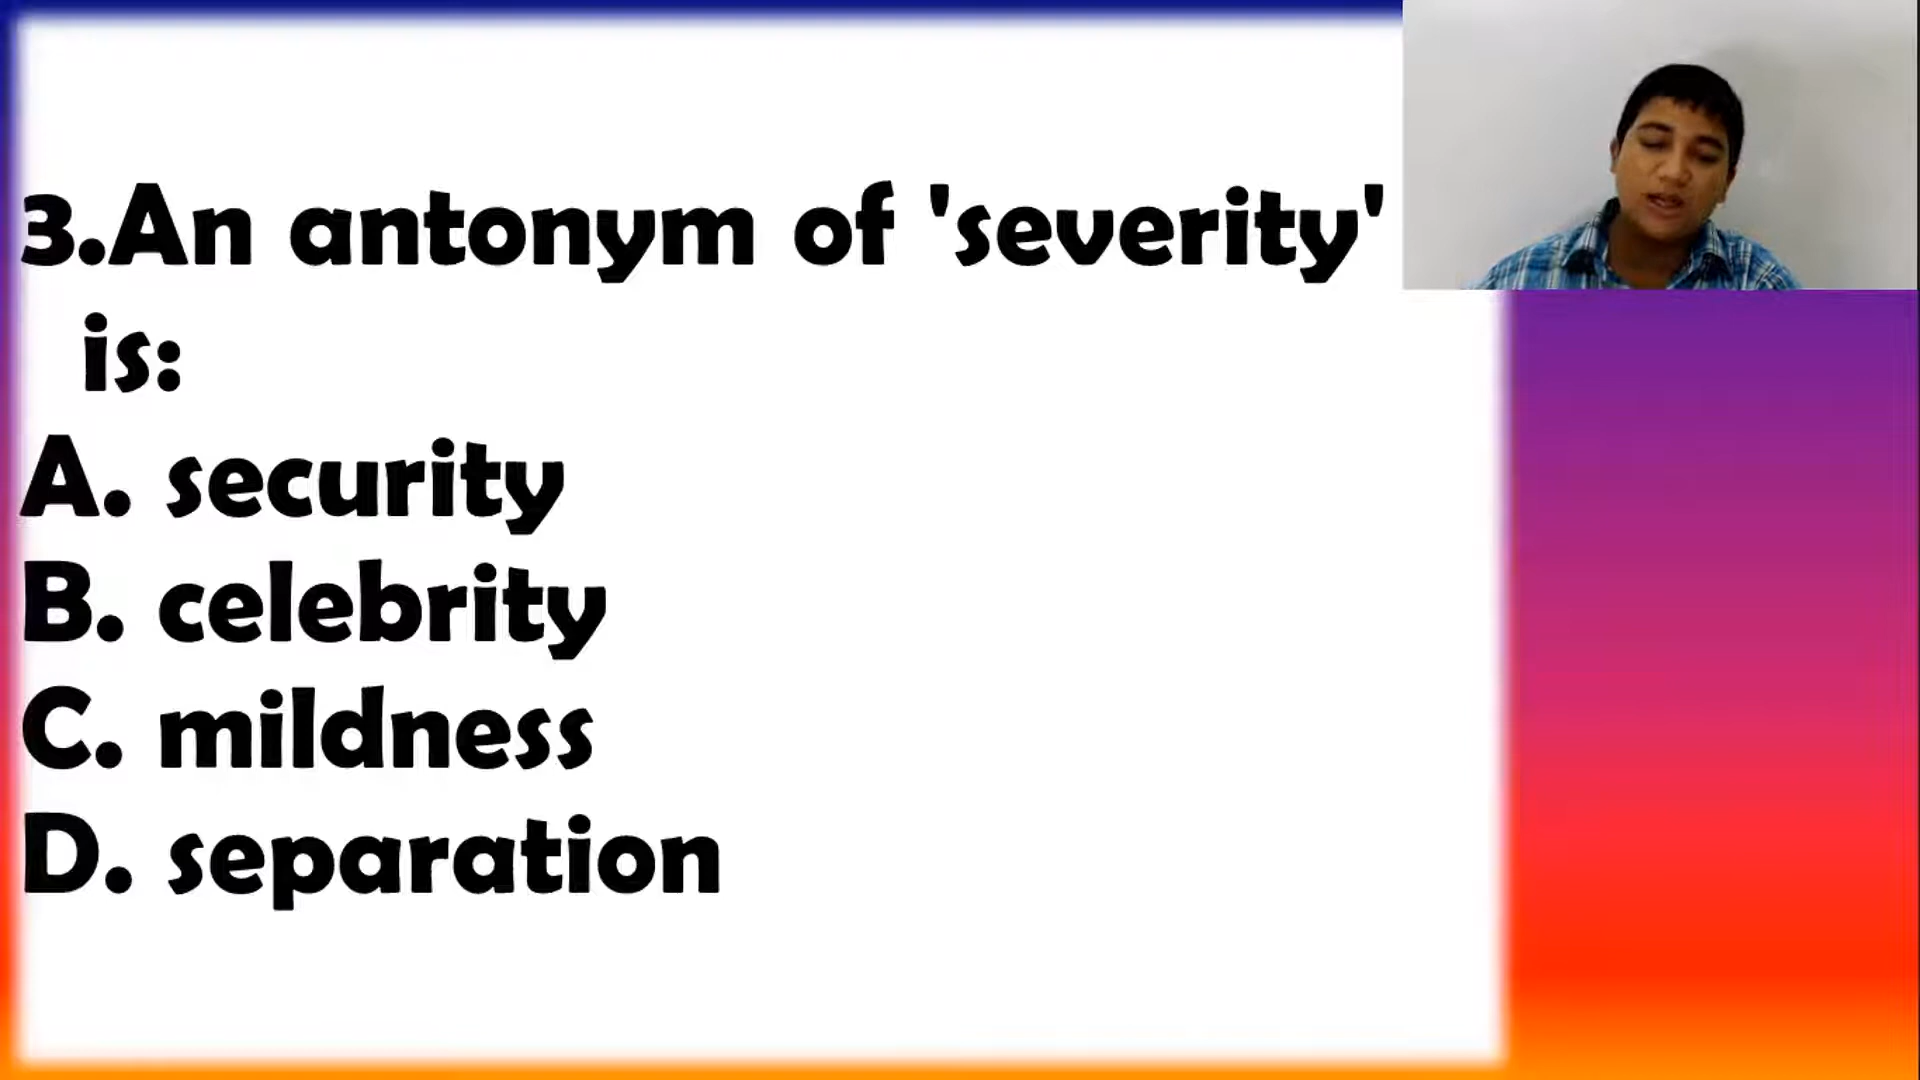 3.An antonym of 'severity'
is:
A. security
B. celebrity
C. mildness
D. separation